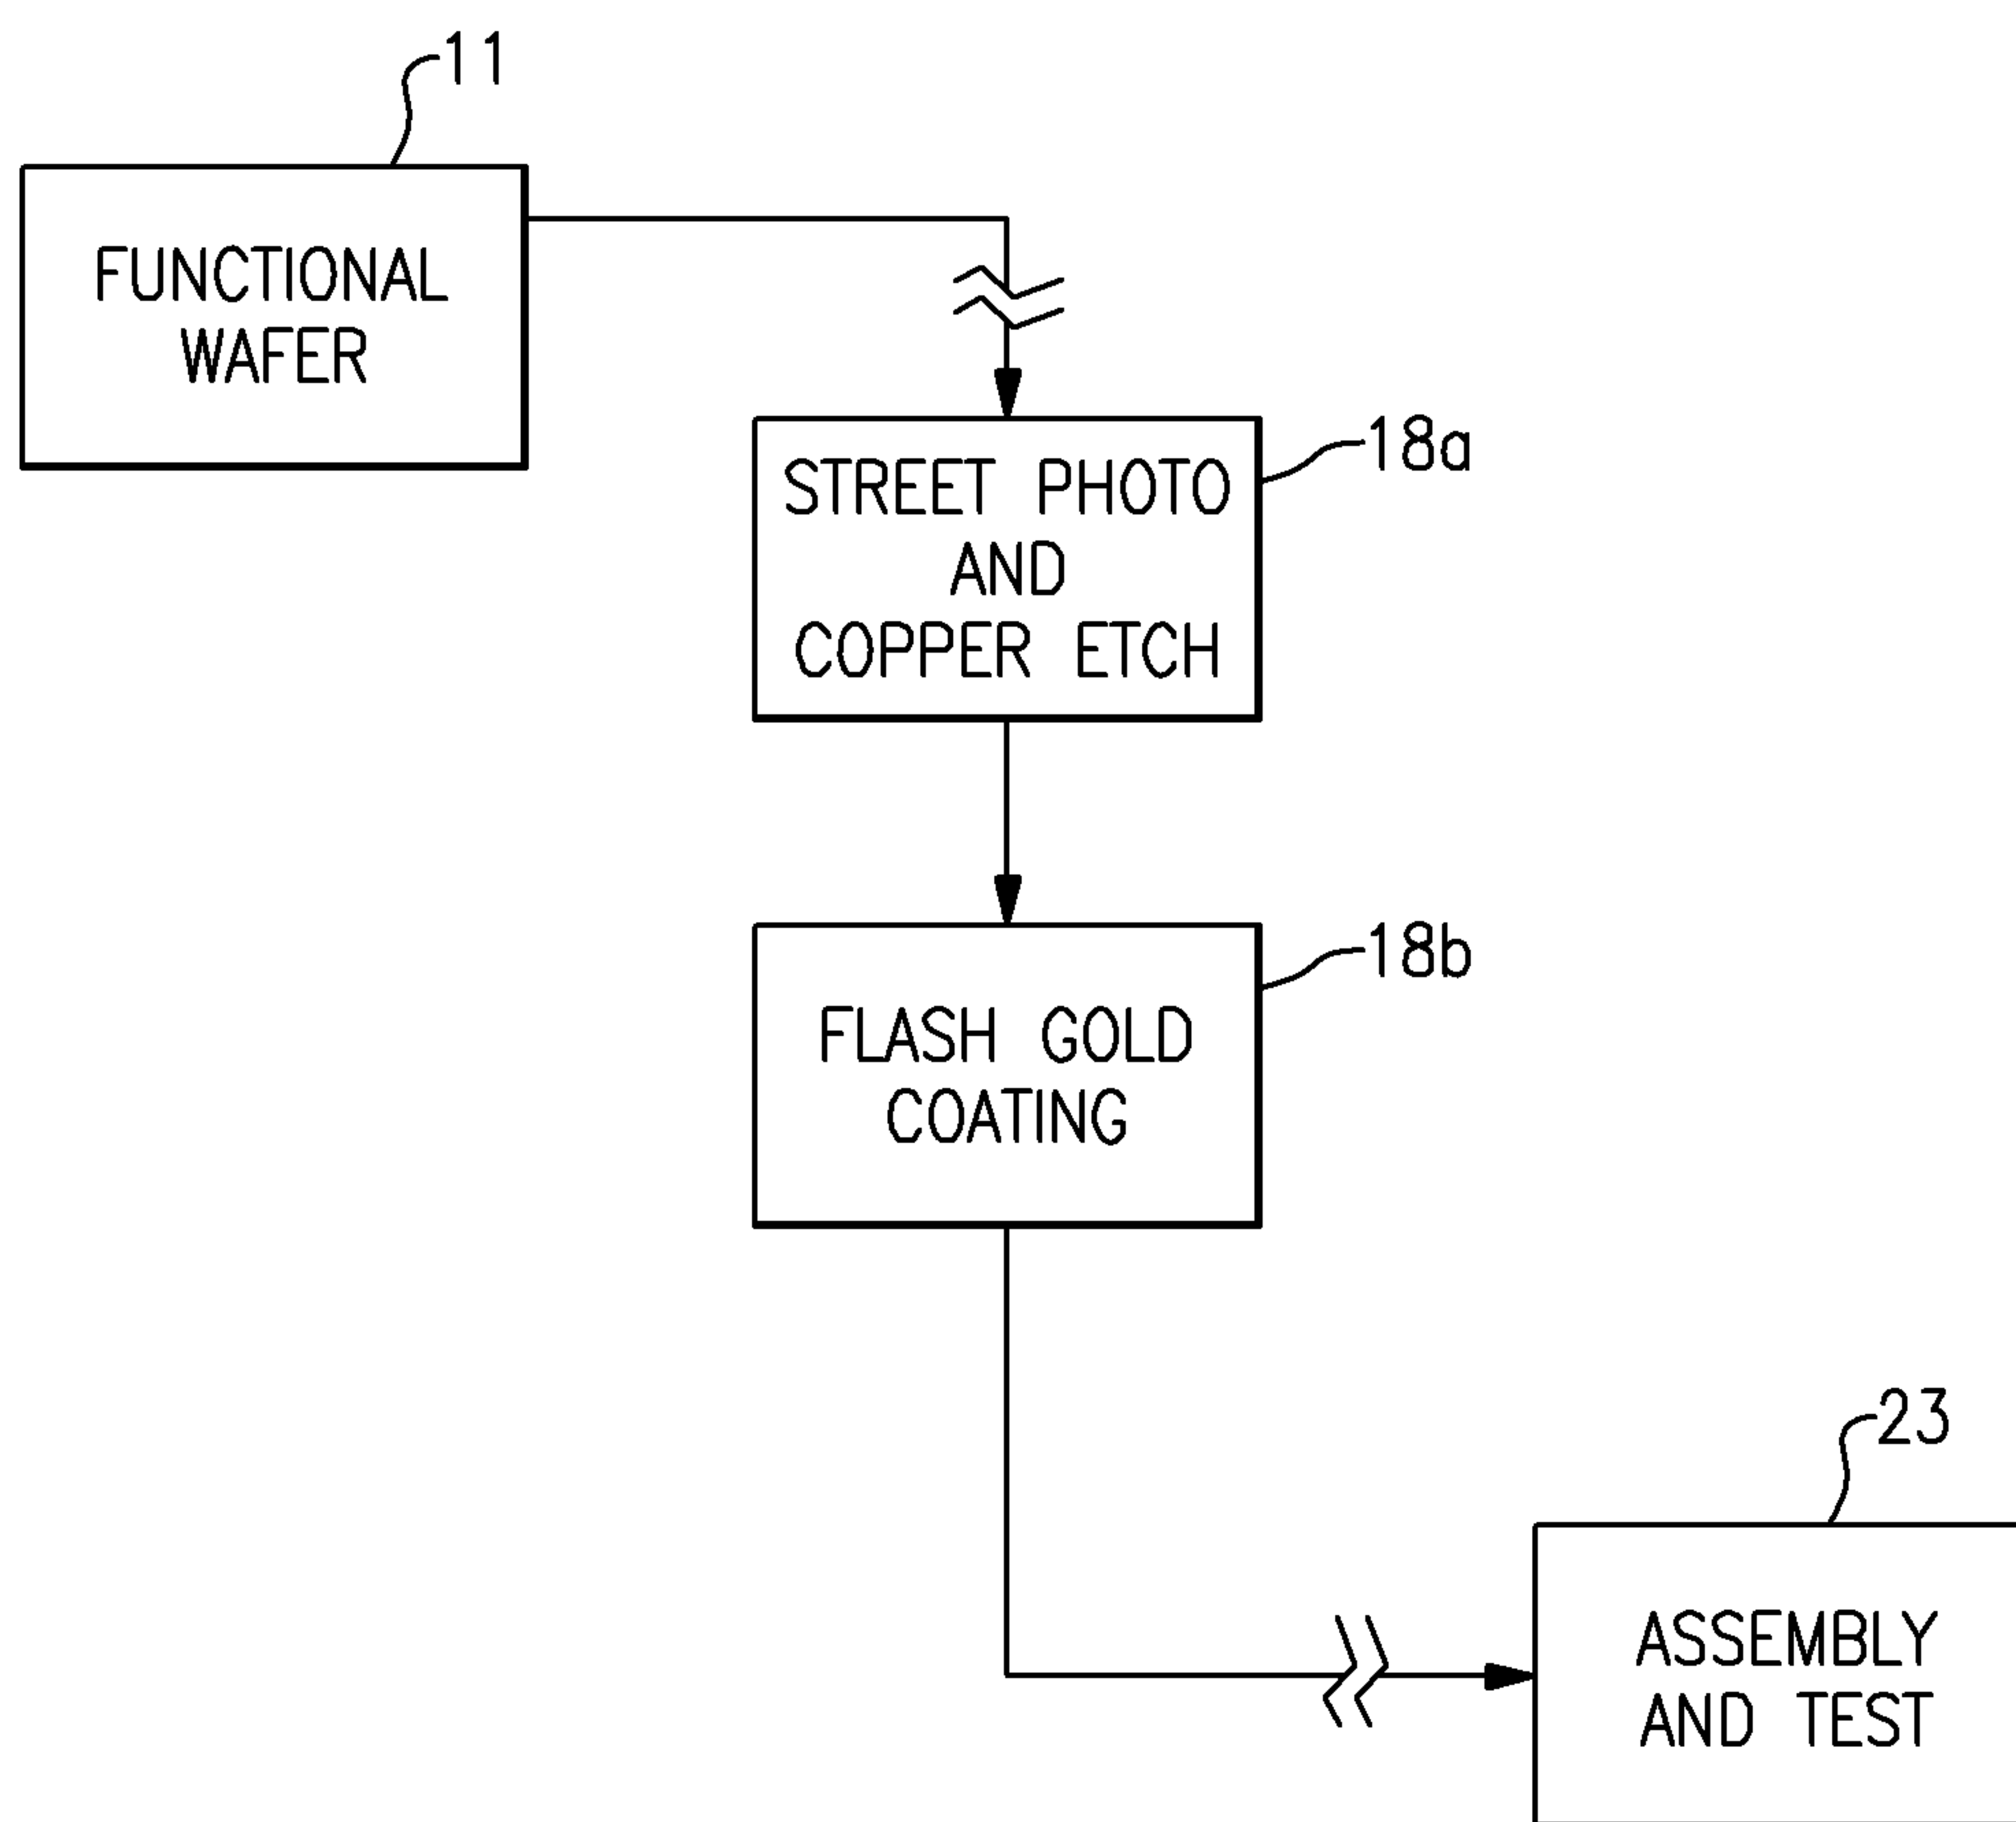 11
FUNCTIONAL
WAFER
18a
STREET PHOTO
AND
COPPER ETCH
18b
FLASH GOLD
COATING
23
ASSEMBLY
AND TEST